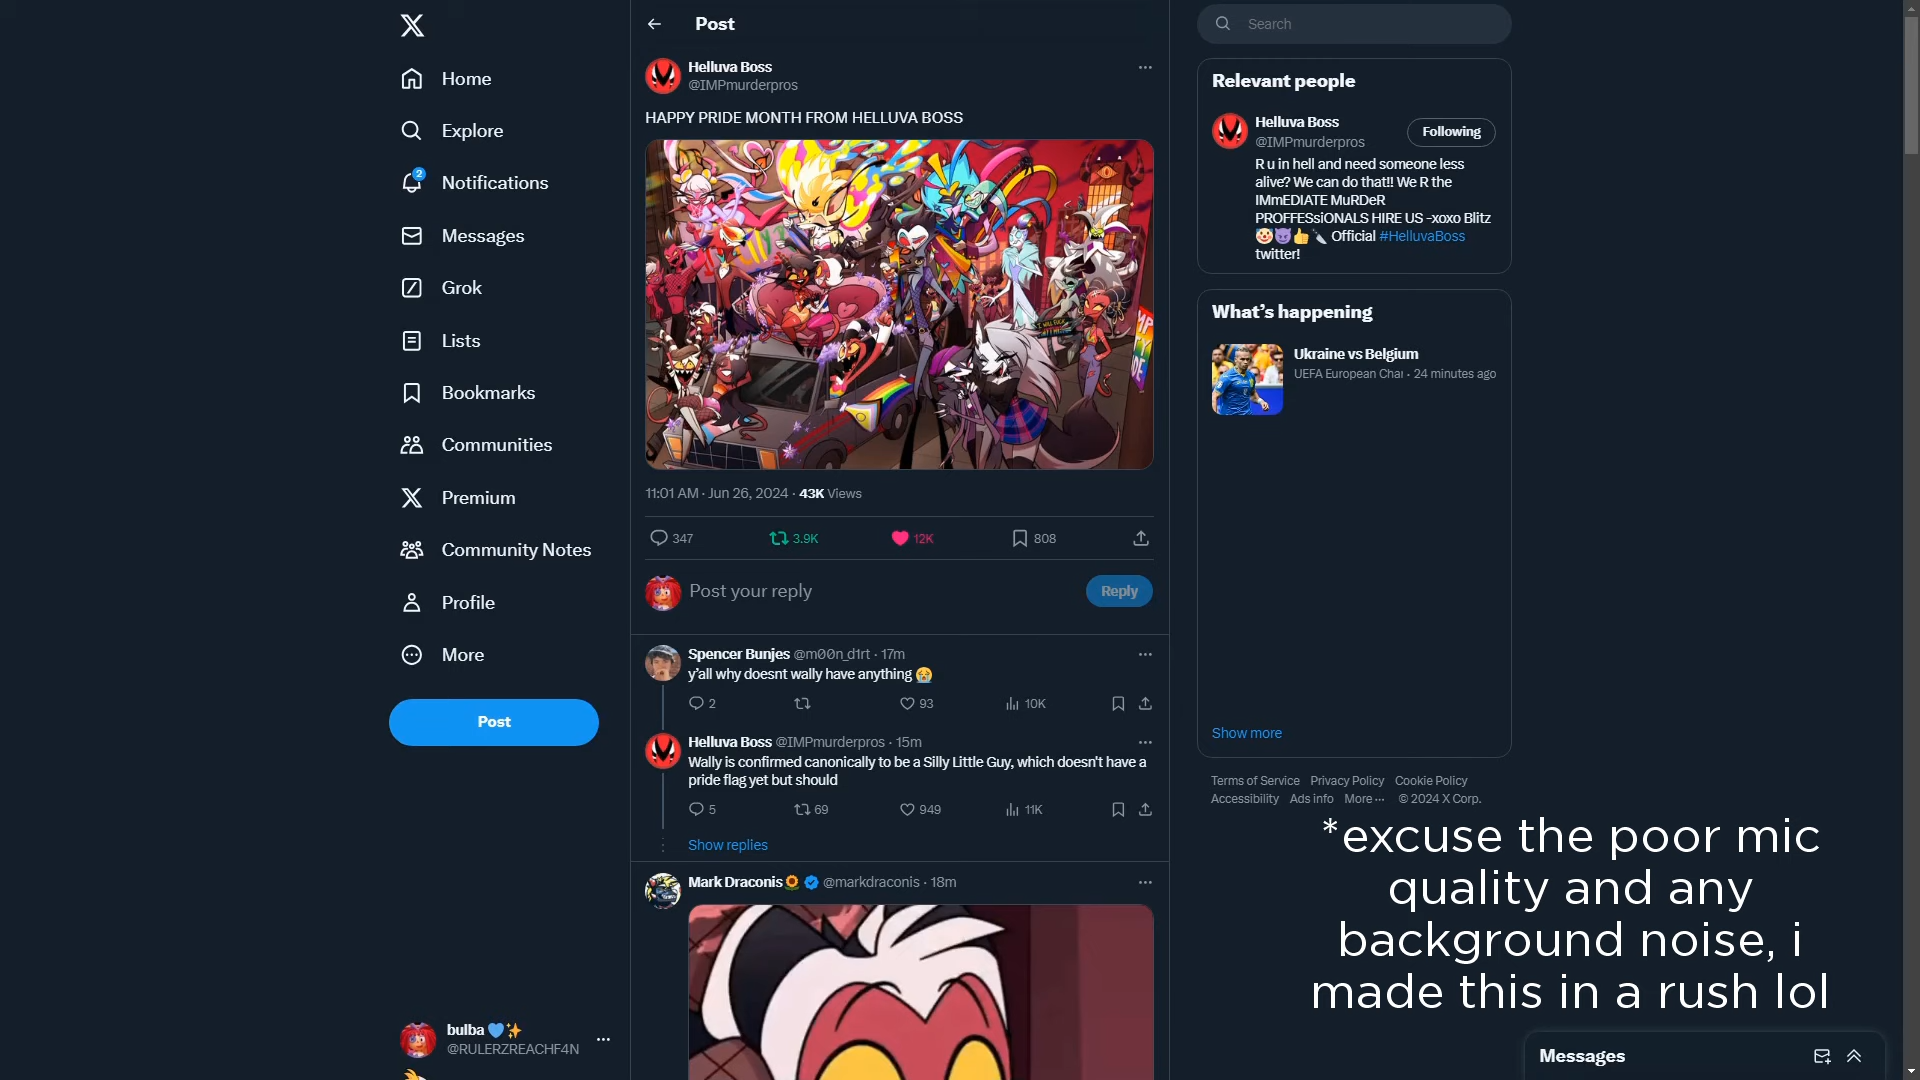 Home
Explore
2
Notifications
Messages
Grok
Lists
Bookmarks
Communities
Premium
Community Notes
Profile
More
Post
bulba 💙✨
@RULERZREACHF4N
Post
Helluva Boss
@IMPmurderpros
HAPPY PRIDE MONTH FROM HELLUVA BOSS
11:01 AM · Jun 26, 2024 · 43K Views
347 3.9K 12K 808
Post your reply
Reply
Spencer Bunjes @m00n_d1rt · 17m
y'all why doesnt wally have anything 😭
2 93 10K
Helluva Boss @IMPmurderpros · 15m
Wally is confirmed canonically to be a Silly Little Guy, which doesn't have a
pride flag yet but should
5 69 949 11K
Show replies
Mark Draconis🌻 @markdraconis · 18m
Search
Relevant people
Helluva Boss
@IMPmurderpros
Following
R u in hell and need someone less
alive? We can do that!! We R the
IMmEDIATE MuRDeR
PROFFESSiONALS HIRE US -xoxo Blitz
🤡😈👍🔪 Official #HelluvaBoss
twitter!
What's happening
Ukraine vs Belgium
UEFA European Cha · 24 minutes ago
Show more
Terms of Service Privacy Policy Cookie Policy
Accessibility Ads info More ··· © 2024 X Corp.
*excuse the poor mic
quality and any
background noise, i
made this in a rush lol
Messages